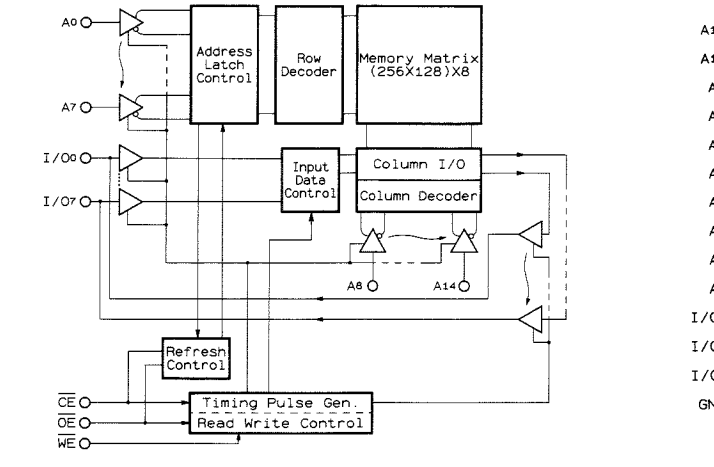 A0
A7
I/O0
I/O7
Address
Latch
Control
Row
Decoder
Memory Matrix
(256X128)X8
Input
Data
Control
Column I/O
Column Decoder
A8
A14
Refresh
Control
CE
OE
WE
Timing Pulse Gen.
Read Write Control